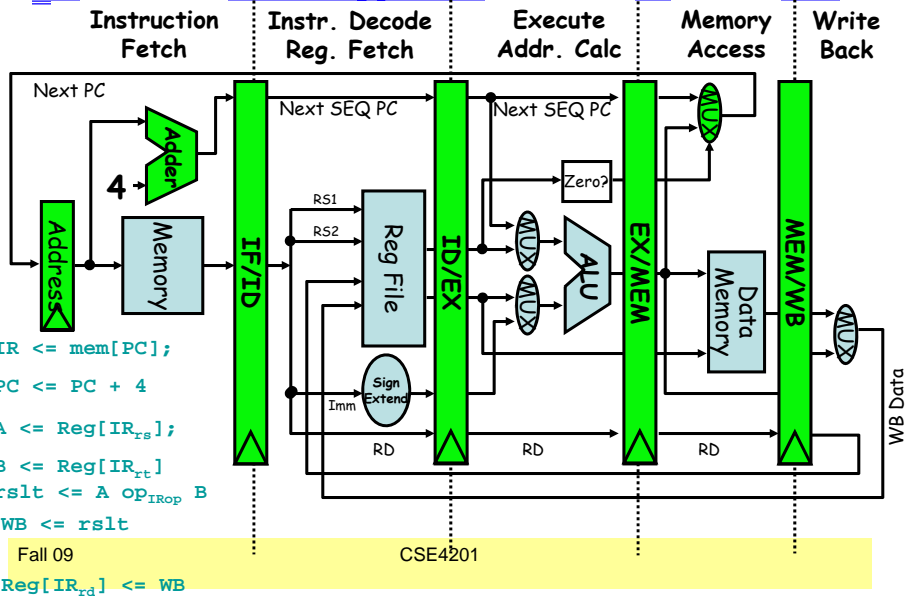 Instruction Fetch
Instr. Decode Reg. Fetch
Execute Addr. Calc
Memory Access
Write Back
Next PC
Next SEQ PC
Next SEQ PC
MUX
Adder
4
Zero?
RS1
RS2
Address
Memory
IF/ID
Reg File
ID/EX
MUX
MUX
ALU
EX/MEM
Data Memory
MEM/WB
MUX
Sign Extend
Imm
RD
RD
RD
WB Data
IR <= mem[PC];
PC <= PC + 4
A <= Reg[IRrs];
B <= Reg[IRrt]
rslt <= A opIRop B
WB <= rslt
Fall 09
CSE4201
Reg[IRrd] <= WB